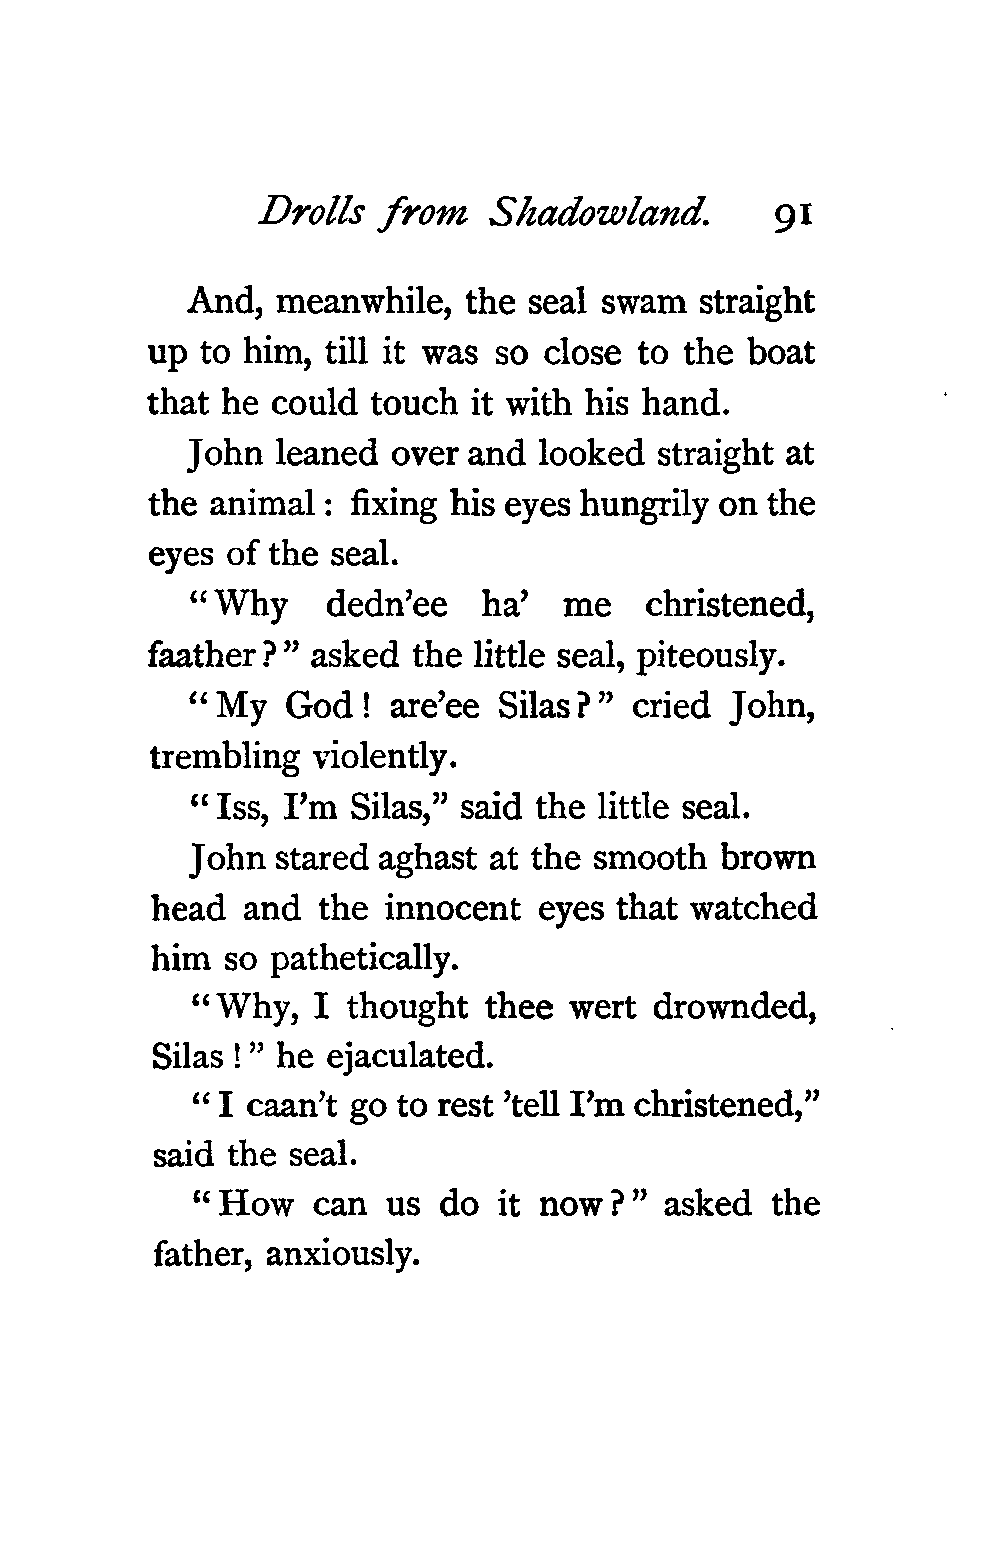 Drolls from Shadowland. 91
And, meanwhile, the seal swam straight
up to him, till it was so close to the boat
that he could touch it with his hand.
John leaned over and looked straight at
the animal : fixing his eyes hungrily on the
eyes of the seal.
“Why dedn’ee ha’ me christened,
faather?” asked the little seal, piteously.
“My God! are’ee Silas?” cried John,
trembling violently.
“Iss, I’m Silas,” said the little seal.
John stared aghast at the smooth brown
head and the innocent eyes that watched
him so pathetically.
“Why, I thought thee wert drownded,
Silas!” he ejaculated.
“I caan’t go to rest ’tell I’m christened,”
said the seal.
“How can us do it now?” asked the
father, anxiously.